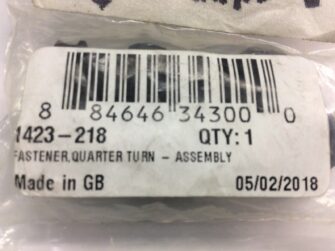 8 84646 34300 0
1423-218 QTY: 1
FASTENER,QUARTER TURN - ASSEMBLY
Made in GB 05/02/2018